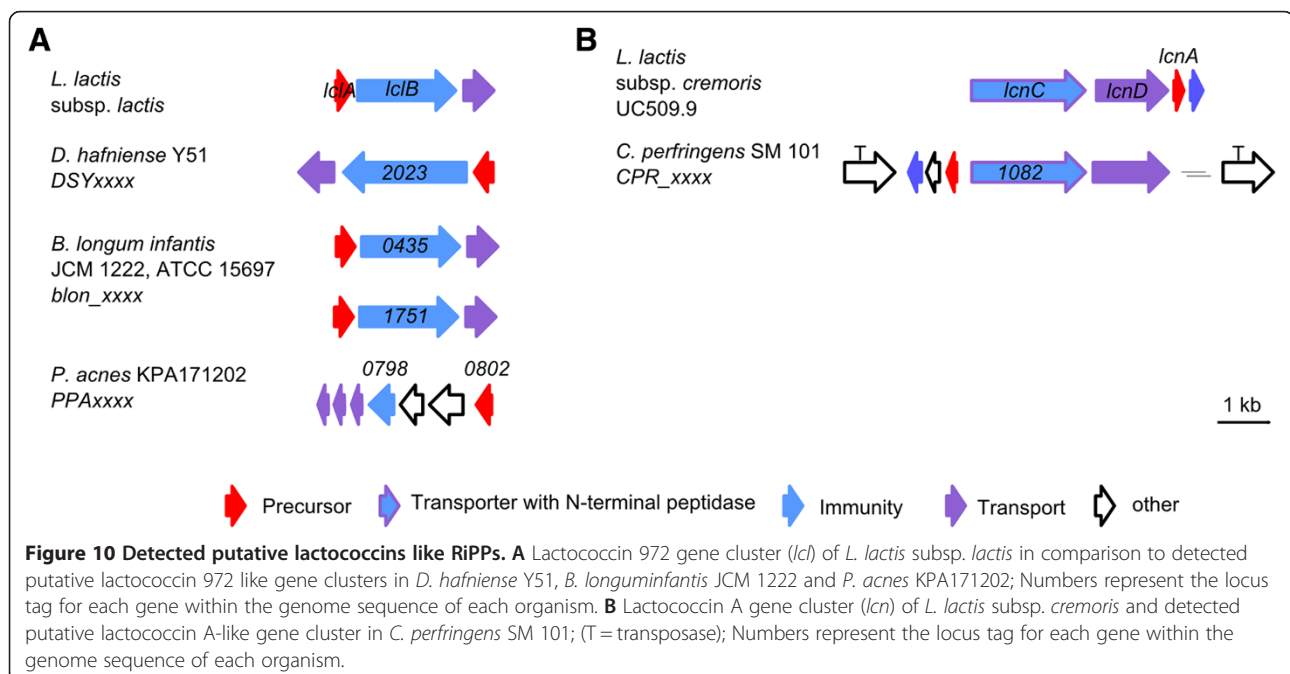 A
L. lactis
subsp. lactis
lclA
lclB
D. hafniense Y51
DSYxxxx
2023
B. longum infantis
JCM 1222, ATCC 15697
blon_xxxx
0435
1751
P. acnes KPA171202
PPAxxxx
0798
0802
B
L. lactis
subsp. cremoris
UC509.9
lcnC
lcnD
lcnA
C. perfringens SM 101
CPR_xxxx
T
1082
T
1 kb
Precursor
Transporter with N-terminal peptidase
Immunity
Transport
other
Figure 10 Detected putative lactococcins like RiPPs. A Lactococcin 972 gene cluster (lcl) of L. lactis subsp. lactis in comparison to detected
putative lactococcin 972 like gene clusters in D. hafniense Y51, B. longuminfantis JCM 1222 and P. acnes KPA171202; Numbers represent the locus
tag for each gene within the genome sequence of each organism. B Lactococcin A gene cluster (lcn) of L. lactis subsp. cremoris and detected
putative lactococcin A-like gene cluster in C. perfringens SM 101; (T = transposase); Numbers represent the locus tag for each gene within the
genome sequence of each organism.